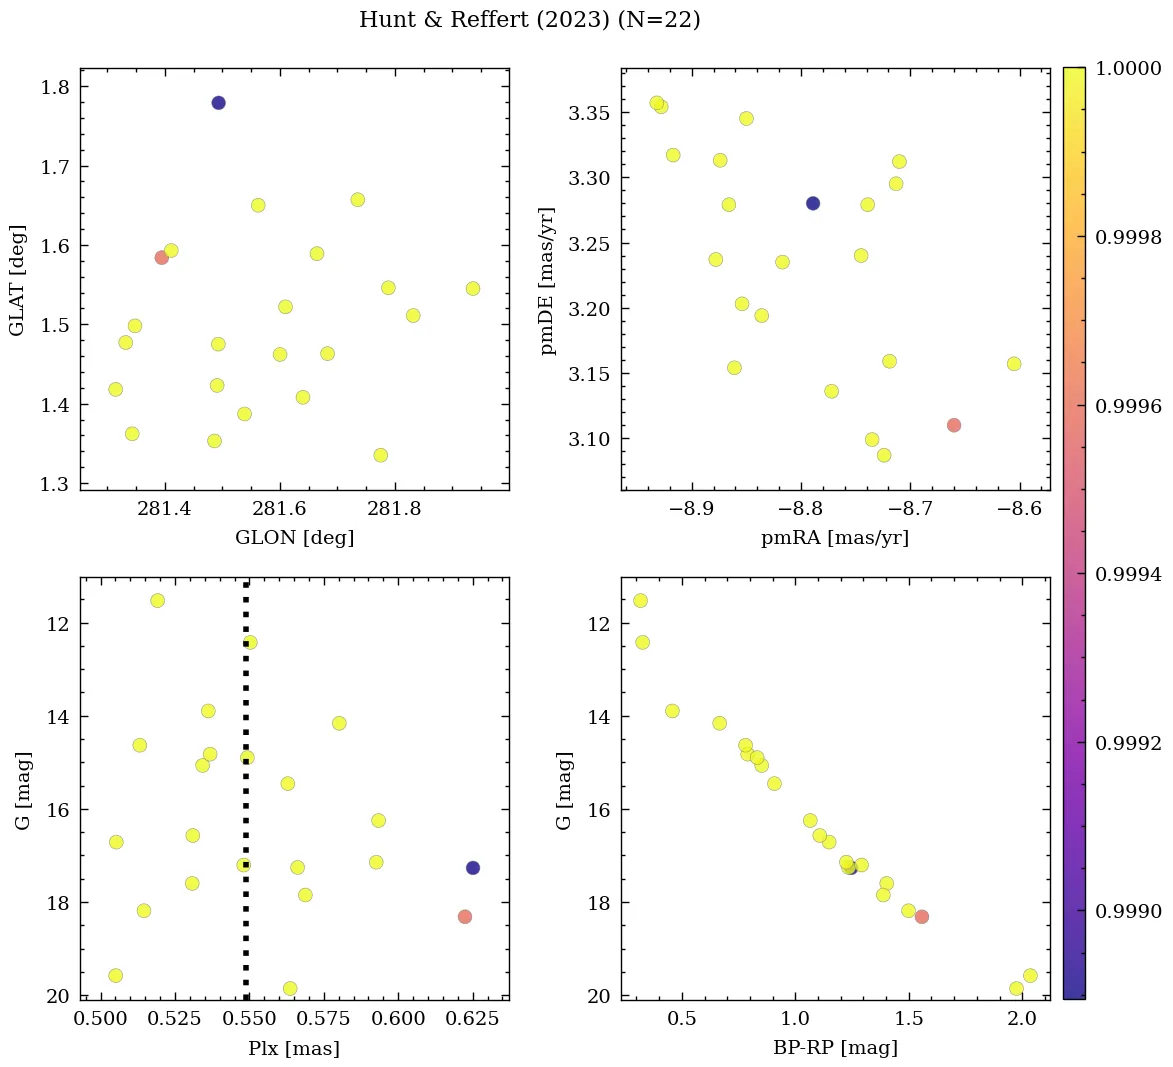 Hunt & Reffert (2023) (N=22)
1.8
1.7
1.6
1.5
1.4
1.3
GLAT [deg]
281.4 281.6 281.8
GLON [deg]
3.35
3.30
3.25
3.20
3.15
3.10
pmDE [mas/yr]
−8.9 −8.8 −8.7 −8.6
pmRA [mas/yr]
12
14
16
18
20
G [mag]
0.500 0.525 0.550 0.575 0.600 0.625
Plx [mas]
12
14
16
18
20
G [mag]
0.5 1.0 1.5 2.0
BP-RP [mag]
1.0000
0.9998
0.9996
0.9994
0.9992
0.9990